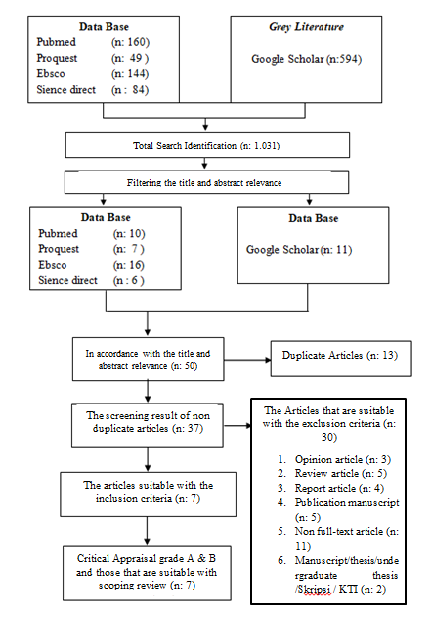 Data Base
Pubmed (n: 160)
Proquest (n: 49 )
Ebsco (n: 144)
Sience direct (n : 84)
Grey Literature
Google Scholar (n:594)
Total Search Identification (n: 1.031)
Filtering the title and abstract relevance
Data Base
Pubmed (n: 10)
Proquest (n: 7 )
Ebsco (n: 16)
Sience direct (n : 6 )
Data Base
Google Scholar (n: 11)
In accordance with the title and
abstract relevance (n: 50)
Duplicate Articles (n: 13)
The screening result of non
duplicate articles (n: 37)
The Articles that are suitable
with the exclusion criteria (n:
30)
1. Opinion article (n: 3)
2. Review article (n: 5)
3. Report article (n: 4)
4. Publication manuscript
(n: 5)
5. Non full-text article (n:
11)
6. Manuscript/thesis/unde
rgraduate thesis
/Skripsi / KTI (n: 2)
The articles suitable with the
inclusion criteria (n: 7)
Critical Appraisal grade A & B
and those that are suitable with
scoping review (n: 7)